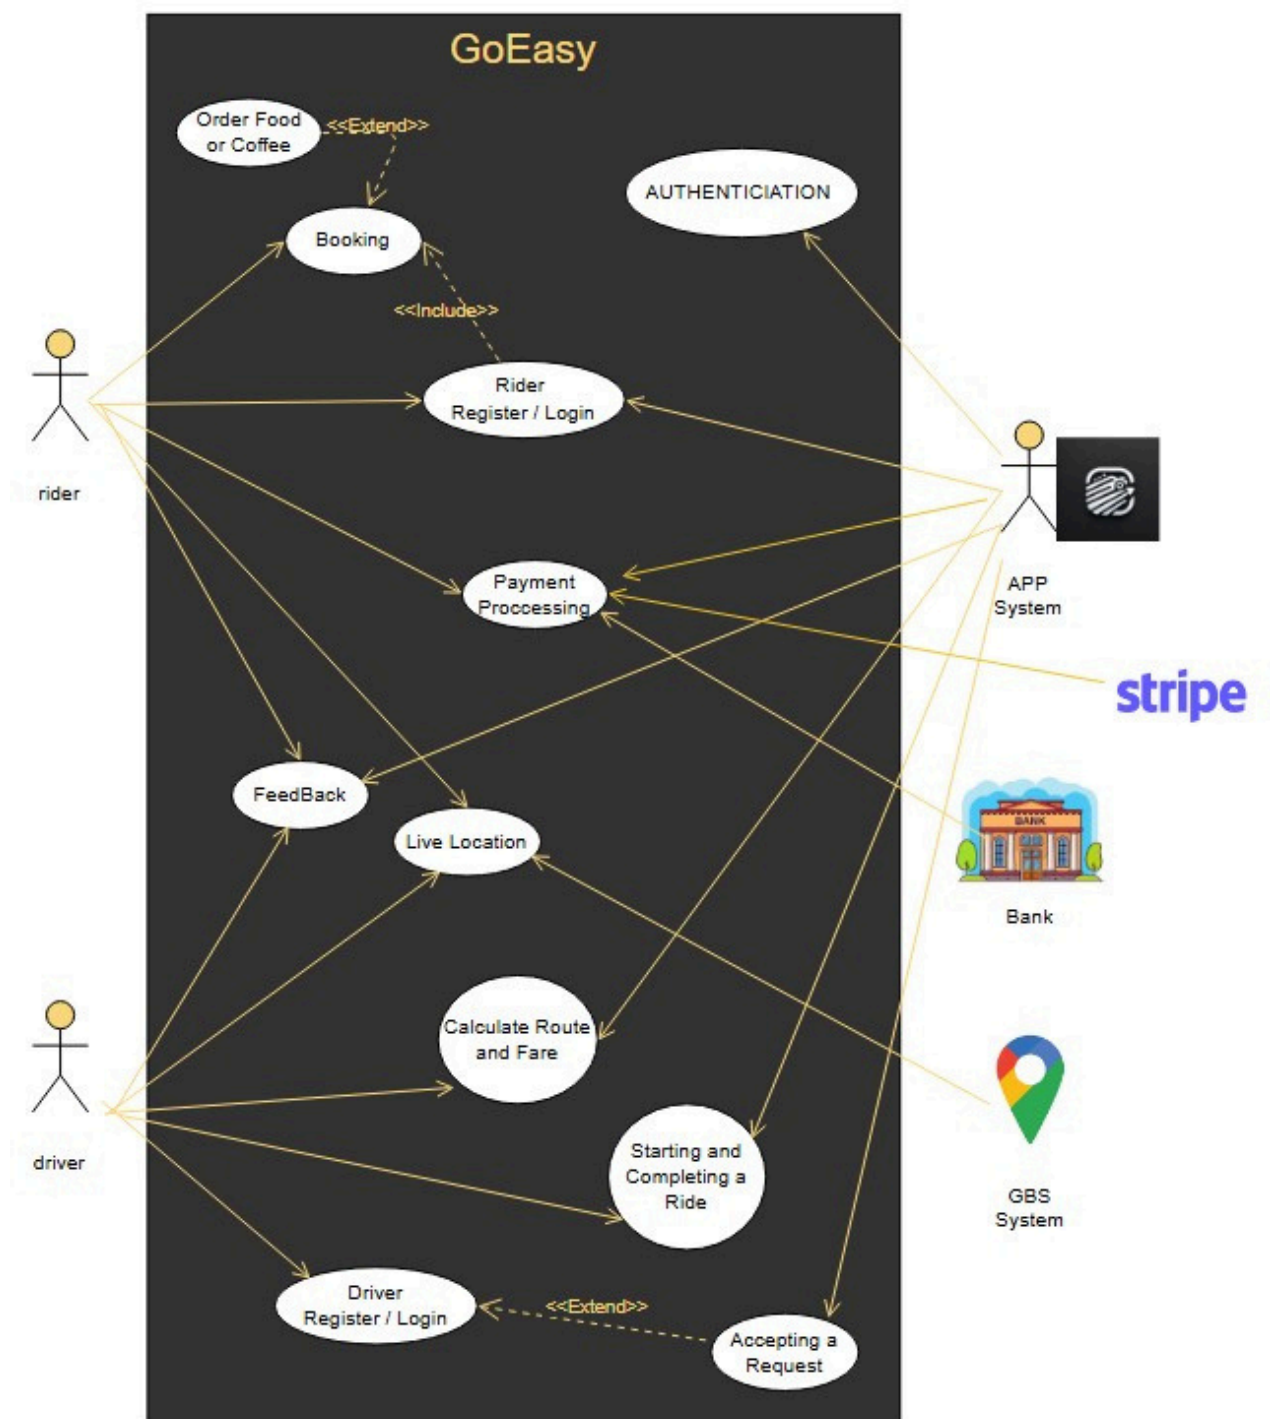 GoEasy
Order Food
or Coffee
<<Extend>>
AUTHENTICIATION
Booking
<<Include>>
Rider
Register / Login
rider
Payment
Proccessing
APP
System
stripe
FeedBack
Live Location
BANK
Bank
Calculate Route
and Fare
driver
Starting and
Completing a
Ride
GBS
System
Driver
Register / Login
<<Extend>>
Accepting a
Request